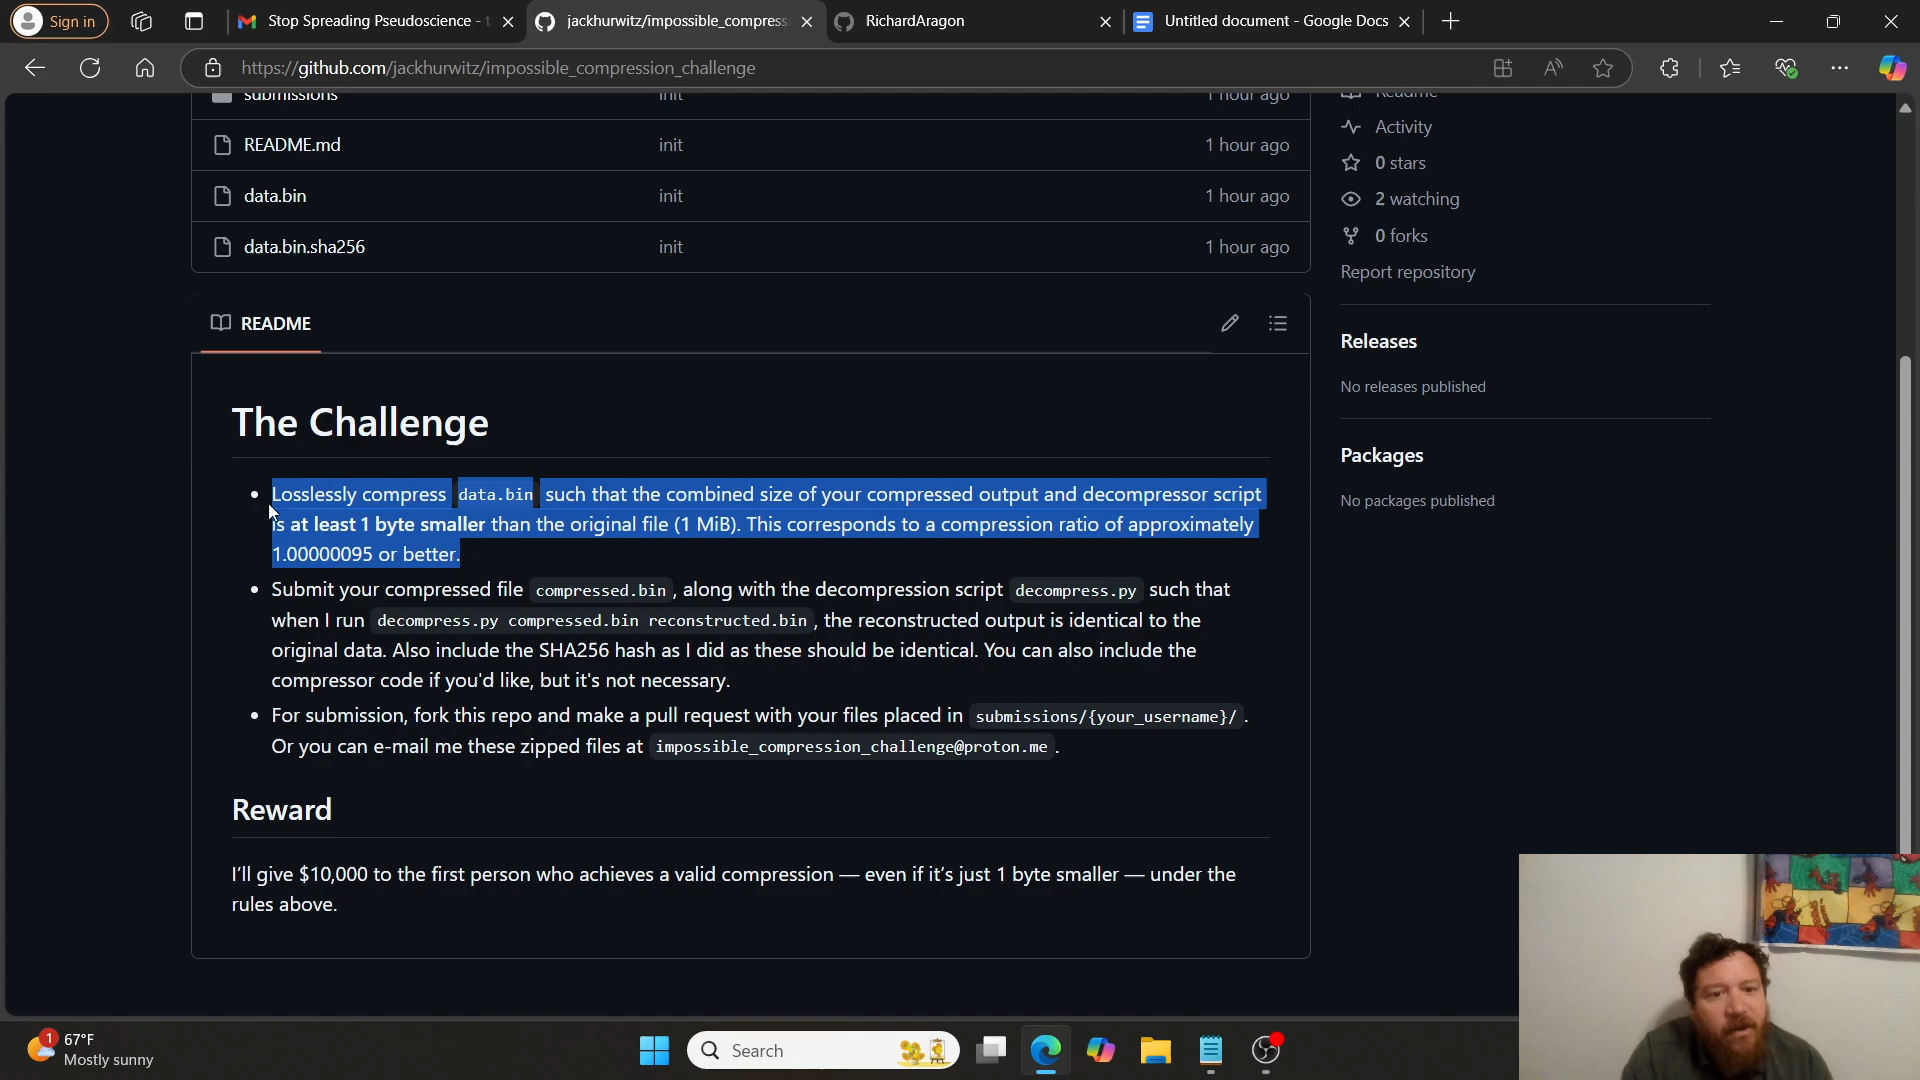 Sign in
Stop Spreading Pseudoscience - t
jackhurwitz/impossible_compress
RichardAragon
Untitled document - Google Docs
https://github.com/jackhurwitz/impossible_compression_challenge
submissions init 1 hour ago
README.md init 1 hour ago
data.bin init 1 hour ago
data.bin.sha256 init 1 hour ago
Readme
Activity
0 stars
2 watching
0 forks
Report repository
Releases
No releases published
Packages
No packages published
README
The Challenge
Losslessly compress data.bin such that the combined size of your compressed output and decompressor script
is at least 1 byte smaller than the original file (1 MiB). This corresponds to a compression ratio of approximately
1.00000095 or better.
Submit your compressed file compressed.bin, along with the decompression script decompress.py such that
when I run decompress.py compressed.bin reconstructed.bin, the reconstructed output is identical to the
original data. Also include the SHA256 hash as I did as these should be identical. You can also include the
compressor code if you'd like, but it's not necessary.
For submission, fork this repo and make a pull request with your files placed in submissions/{your_username}/.
Or you can e-mail me these zipped files at impossible_compression_challenge@proton.me.
Reward
I'll give $10,000 to the first person who achieves a valid compression — even if it's just 1 byte smaller — under the
rules above.
1
67°F
Mostly sunny
Search